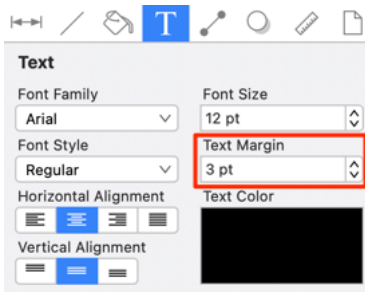 T
Text
Font Family
Font Size
Arial
12 pt
Font Style
Text Margin
Regular
3 pt
Horizontal Alignment
Text Color
Vertical Alignment